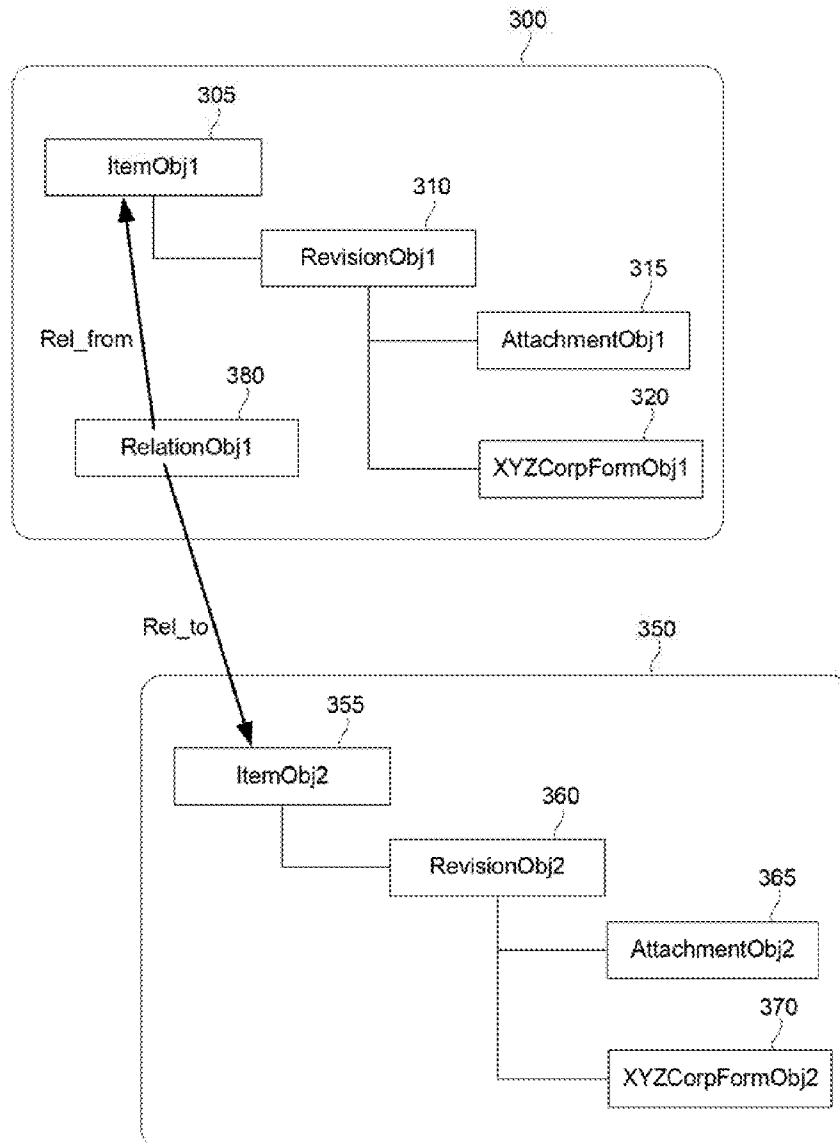 300
305
ItemObj1
310
RevisionObj1
315
AttachmentObj1
Rel_from
380
RelationObj1
320
XYZCorpFormObj1
Rel_to
350
355
ItemObj2
360
RevisionObj2
365
AttachmentObj2
370
XYZCorpFormObj2